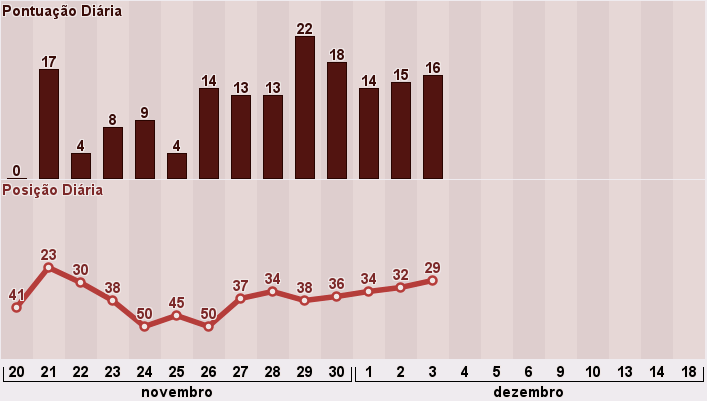 Pontuação Diária
0 17 4 8 9 4 14 13 13 22 18 14 15 16
Posição Diária
41 23 30 38 50 45 50 37 34 38 36 34 32 29
20 21 22 23 24 25 26 27 28 29 30 1 2 3 4 5 6 9 10 13 14 18
novembro dezembro